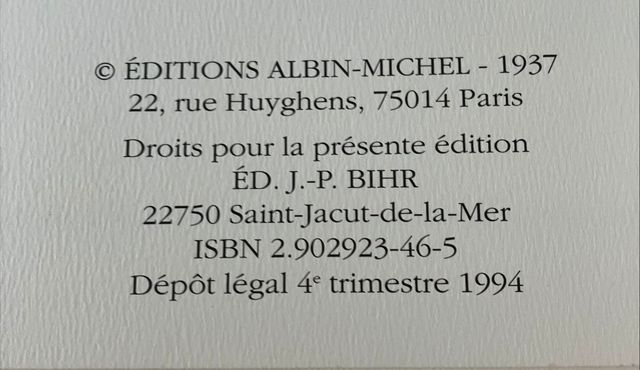 © ÉDITIONS ALBIN-MICHEL - 1937
22, rue Huyghens, 75014 Paris
Droits pour la présente édition
ÉD. J.-P. BIHR
22750 Saint-Jacut-de-la-Mer
ISBN 2.902923-46-5
Dépôt légal 4ᵉ trimestre 1994